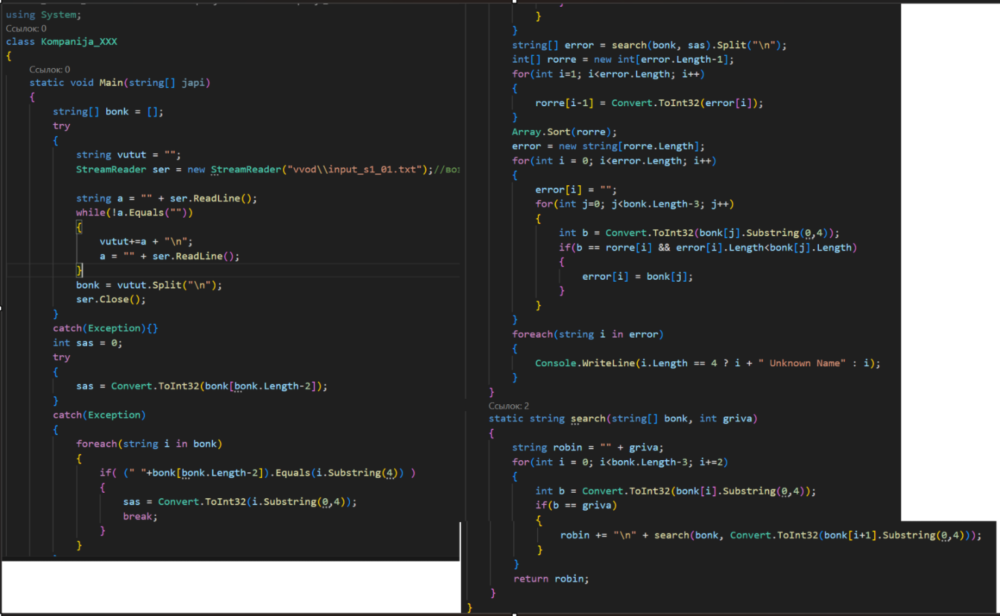 using System;
Ссылок: 0
class Kompanija_XXX
{
Ссылок: 0
static void Main(string[] japi)
{
string[] bonk = [];
try
{
string vutut = "";
StreamReader ser = new StreamReader("vvod\\input_s1_01.txt");//воз
string a = "" + ser.ReadLine();
while(!a.Equals(""))
{
vutut+=a + "\n";
a = "" + ser.ReadLine();
}
bonk = vutut.Split("\n");
ser.Close();
}
catch(Exception){}
int sas = 0;
try
{
sas = Convert.ToInt32(bonk[bonk.Length-2]);
}
catch(Exception)
{
foreach(string i in bonk)
{
if( (" "+bonk[bonk.Length-2]).Equals(i.Substring(4)) )
{
sas = Convert.ToInt32(i.Substring(0,4));
break;
}
}
}
}
}
string[] error = search(bonk, sas).Split("\n");
int[] rorre = new int[error.Length-1];
for(int i=1; i<error.Length; i++)
{
rorre[i-1] = Convert.ToInt32(error[i]);
}
Array.Sort(rorre);
error = new string[rorre.Length];
for(int i = 0; i<error.Length; i++)
{
error[i] = "";
for(int j=0; j<bonk.Length-3; j++)
{
int b = Convert.ToInt32(bonk[j].Substring(0,4));
if(b == rorre[i] && error[i].Length<bonk[j].Length)
{
error[i] = bonk[j];
}
}
}
foreach(string i in error)
{
Console.WriteLine(i.Length == 4 ? i + " Unknown Name" : i);
}
}
Ссылок: 2
static string search(string[] bonk, int griva)
{
string robin = "" + griva;
for(int i = 0; i<bonk.Length-3; i+=2)
{
int b = Convert.ToInt32(bonk[i].Substring(0,4));
if(b == griva)
{
robin += "\n" + search(bonk, Convert.ToInt32(bonk[i+1].Substring(0,4)));
}
}
return robin;
}
}